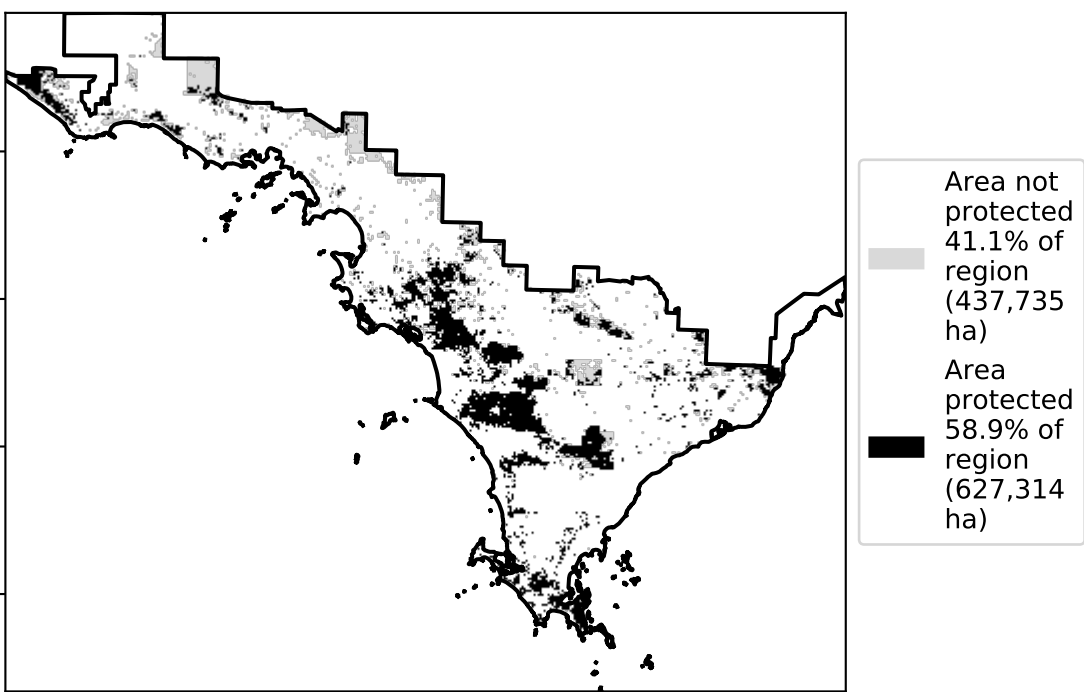 Area not
protected
41.1% of
region
(437,735
ha)
Area
protected
58.9% of
region
(627,314
ha)